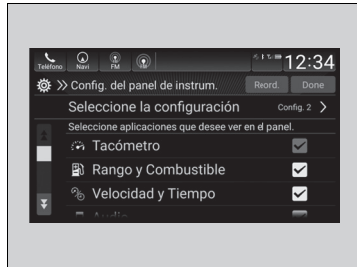 Teléfono Navi FM
12:34
Config. del panel de instrum. Reord. Done
Seleccione la configuración Config. 2
Seleccione aplicaciones que desee ver en el panel.
Tacómetro
Rango y Combustible
Velocidad y Tiempo
Audio